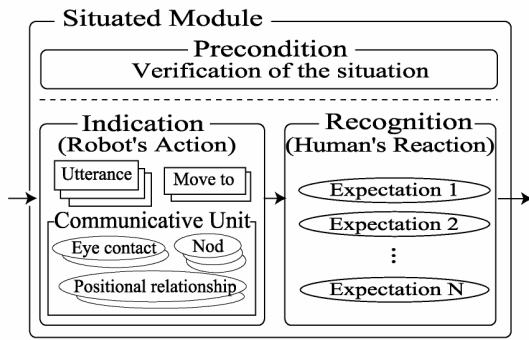 Situated Module
Precondition
Verification of the situation
Indication
(Robot's Action)
Utterance
Move to
Communicative Unit
Eye contact
Nod
Positional relationship
Recognition
(Human's Reaction)
Expectation 1
Expectation 2
⋮
Expectation N